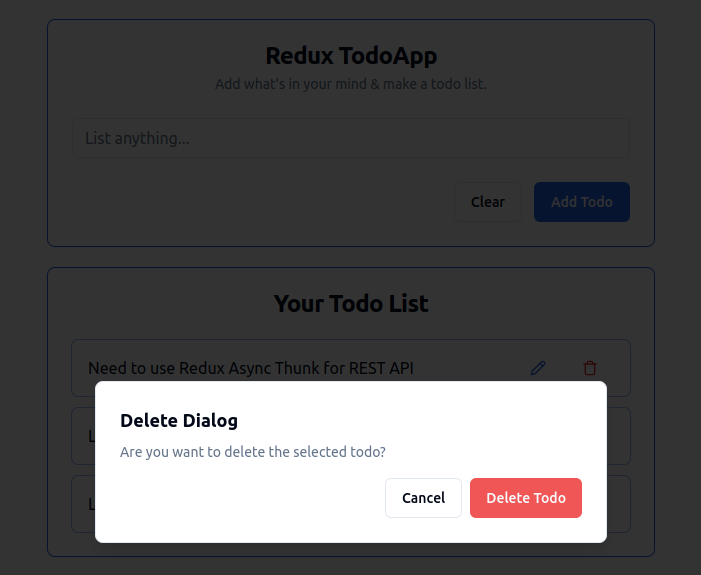 Redux TodoApp
Add what's in your mind & make a todo list.
List anything...
Clear
Add Todo
Your Todo List
Need to use Redux Async Thunk for REST API
Delete Dialog
Are you want to delete the selected todo?
Cancel
Delete Todo